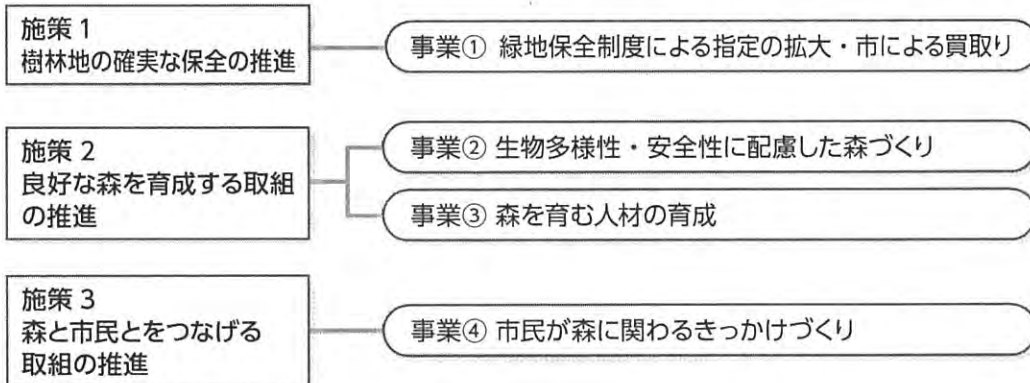 施策 1
樹林地の確実な保全の推進
事業① 緑地保全制度による指定の拡大・市による買取り
施策 2
良好な森を育成する取組
の推進
事業② 生物多様性・安全性に配慮した森づくり
事業③ 森を育む人材の育成
施策 3
森と市民とをつなげる
取組の推進
事業④ 市民が森に関わるきっかけづくり